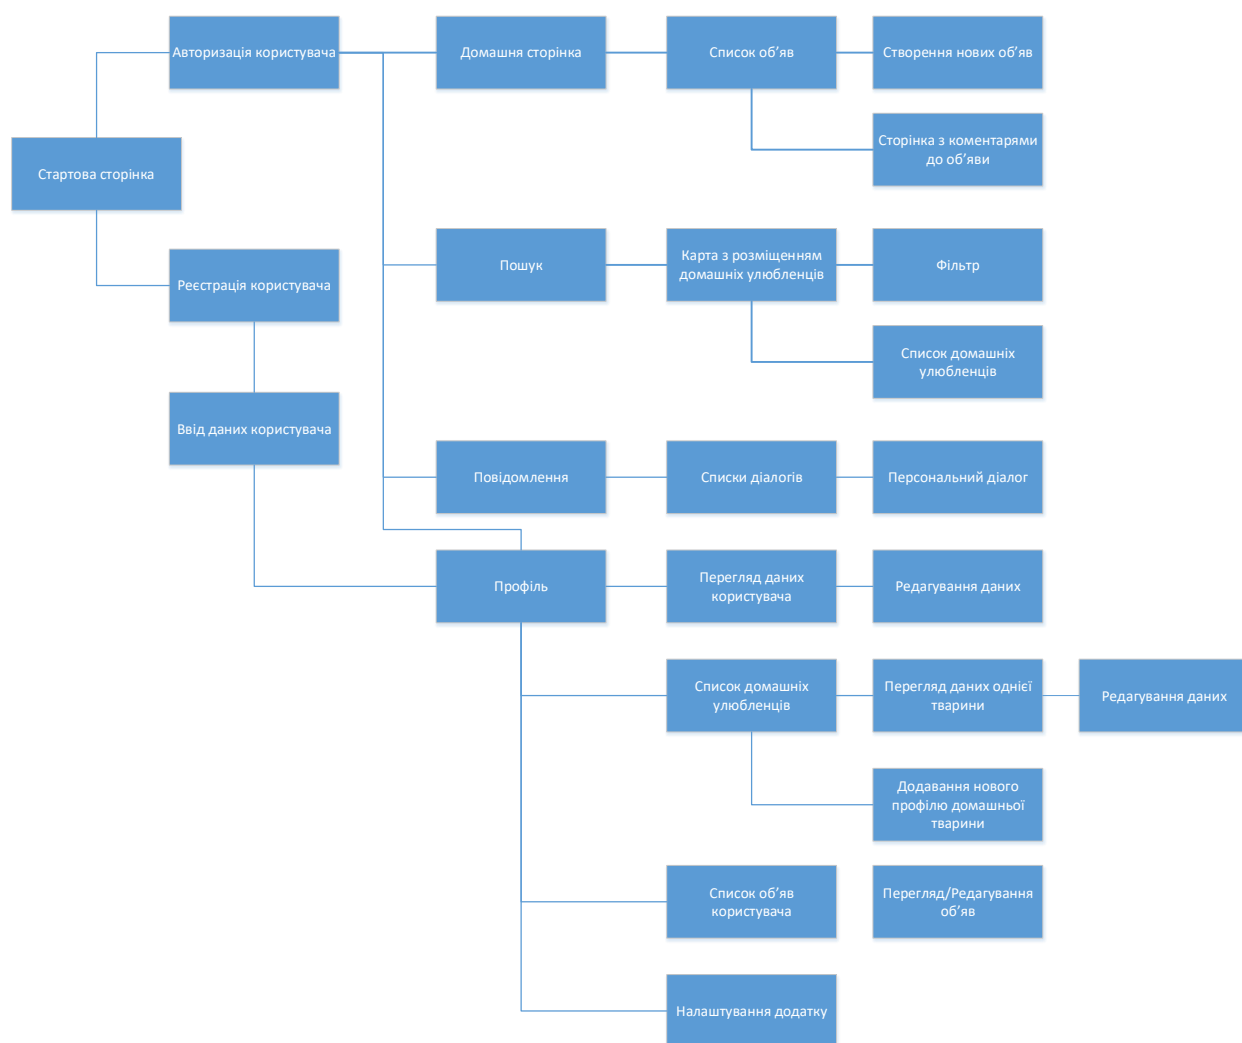 Авторизація користувача
Домашня сторінка
Список об’яв
Створення нових об’яв
Сторінка з коментарями
до об’яви
Стартова сторінка
Реєстрація користувача
Пошук
Карта з розміщенням
домашніх улюбленців
Фільтр
Список домашніх
улюбленців
Ввід даних користувача
Повідомлення
Списки діалогів
Персональний діалог
Профіль
Перегляд даних
користувача
Редагування даних
Список домашніх
улюбленців
Перегляд даних однієї
тварини
Редагування даних
Додавання нового
профілю домашньої
тварини
Список об’яв
користувача
Перегляд/Редагування
об’яв
Налаштування додатку